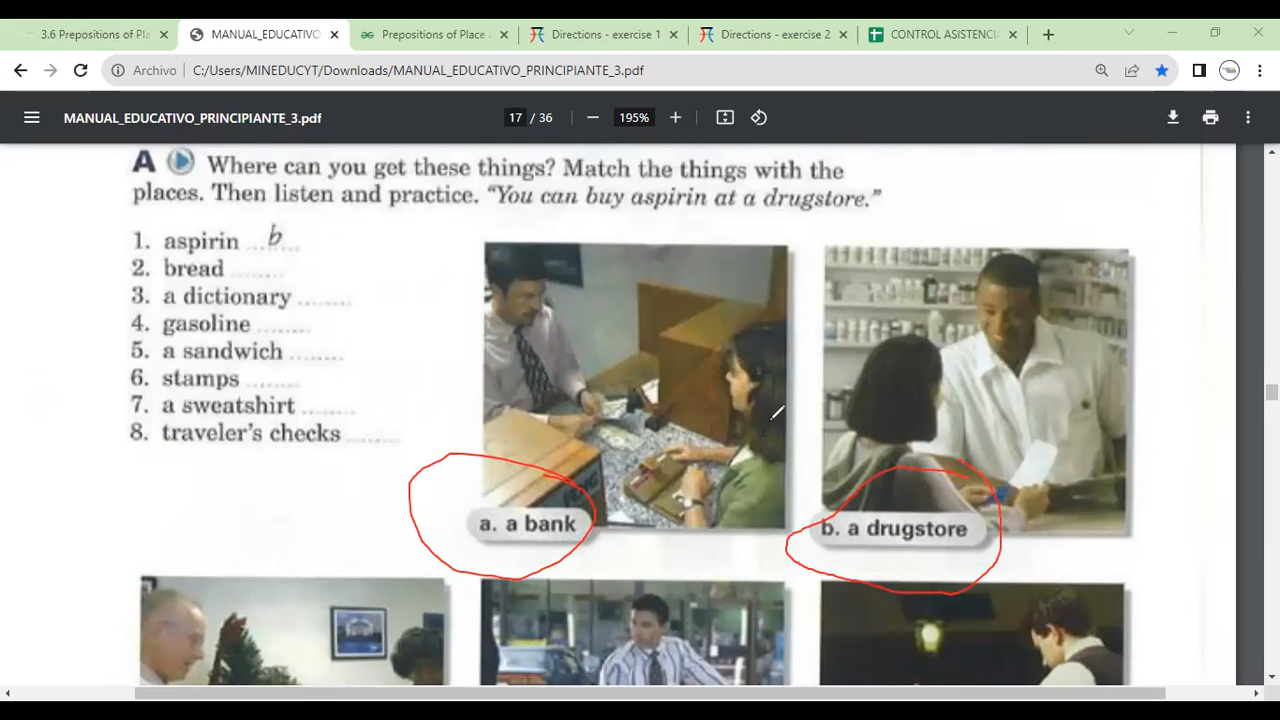 3.6 Prepositions of Pla
MANUAL_EDUCATIVO
Prepositions of Place
Directions - exercise 1
Directions - exercise 2
CONTROL ASISTENCIA
Archivo
C:/Users/MINEDUCYT/Downloads/MANUAL_EDUCATIVO_PRINCIPIANTE_3.pdf
MANUAL_EDUCATIVO_PRINCIPIANTE_3.pdf
17 / 36
195%
A Where can you get these things? Match the things with the
places. Then listen and practice. "You can buy aspirin at a drugstore."
1. aspirin b
2. bread ........
3. a dictionary ........
4. gasoline ........
5. a sandwich ........
6. stamps ........
7. a sweatshirt ........
8. traveler's checks ........
a. a bank
b. a drugstore